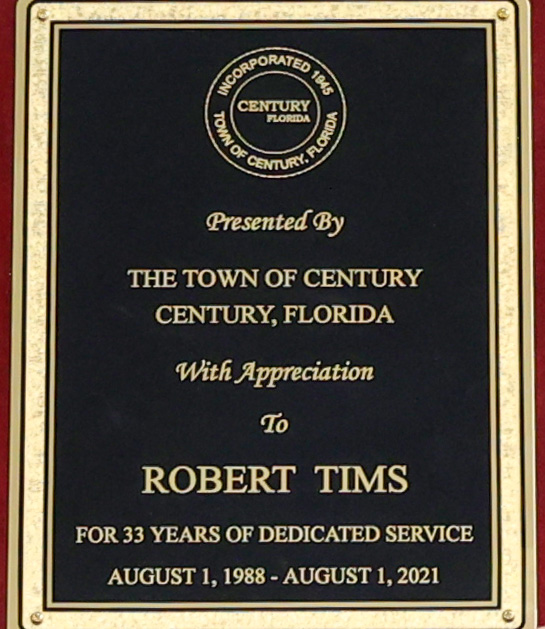 INCORPORATED 1945
CENTURY
FLORIDA
TOWN OF CENTURY, FLORIDA
Presented By
THE TOWN OF CENTURY
CENTURY, FLORIDA
With Appreciation
To
ROBERT TIMS
FOR 33 YEARS OF DEDICATED SERVICE
AUGUST 1, 1988 - AUGUST 1, 2021